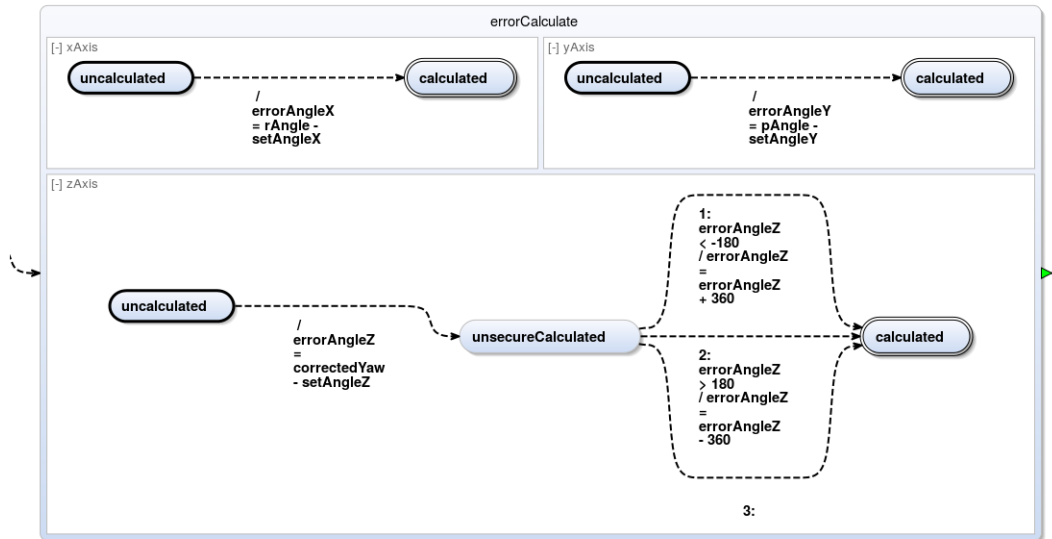 errorCalculate
[-] xAxis
uncalculated
calculated
/
errorAngleX
= rAngle -
setAngleX
[-] yAxis
uncalculated
calculated
/
errorAngleY
= pAngle -
setAngleY
[-] zAxis
uncalculated
/
errorAngleZ
=
correctedYaw
- setAngleZ
unsecureCalculated
1:
errorAngleZ
< -180
/ errorAngleZ
=
errorAngleZ
+ 360
2:
errorAngleZ
> 180
/ errorAngleZ
=
errorAngleZ
- 360
3:
calculated